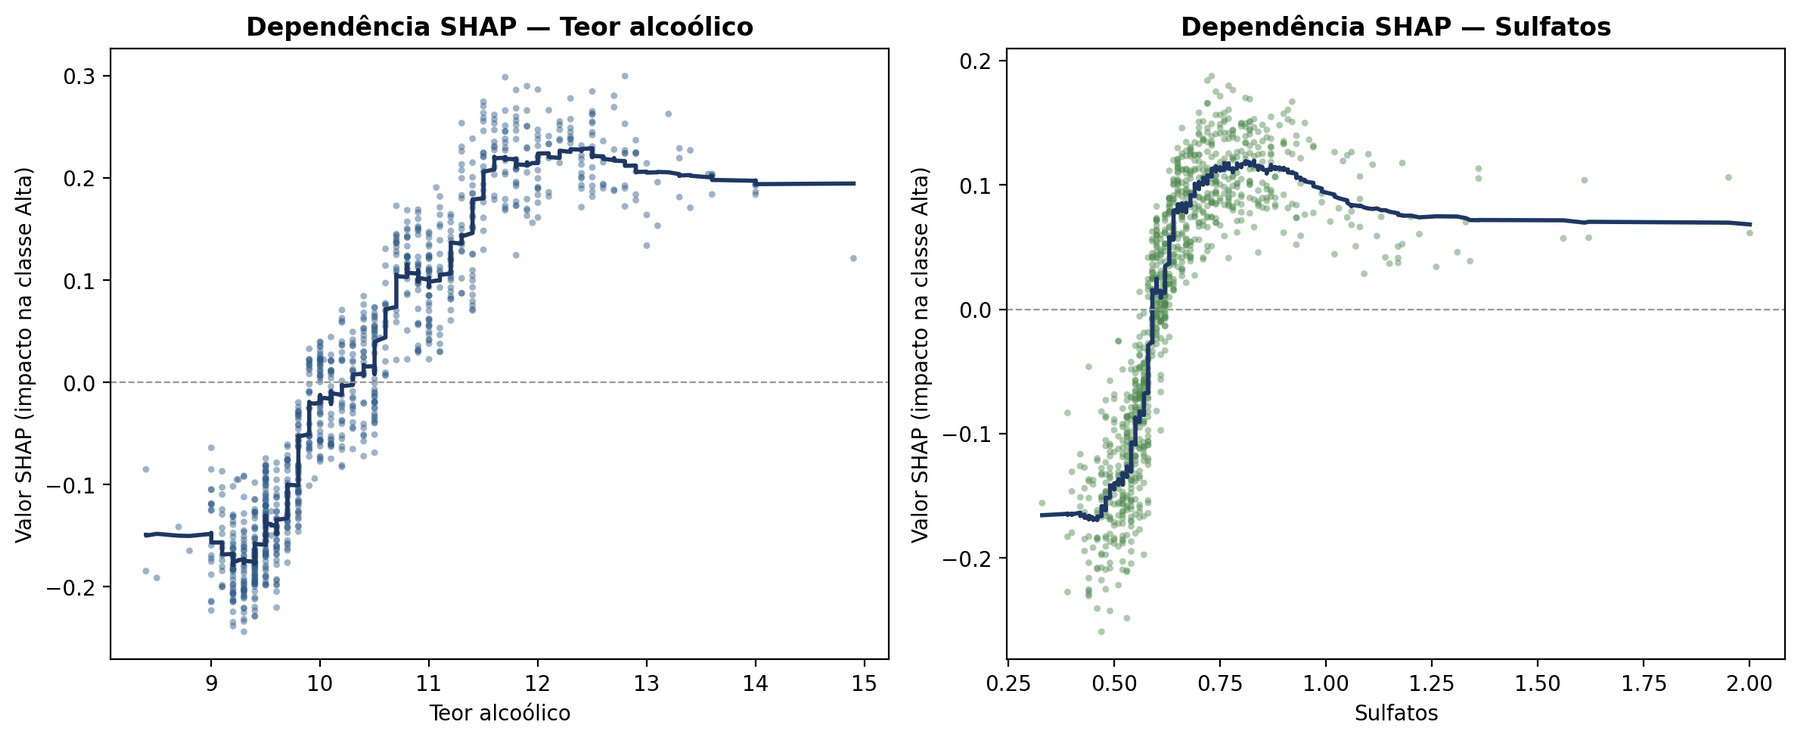 Dependência SHAP — Teor alcoólico
Valor SHAP (impacto na classe Alta)
0.3
0.2
0.1
0.0
−0.1
−0.2
9 10 11 12 13 14 15
Teor alcoólico
Dependência SHAP — Sulfatos
Valor SHAP (impacto na classe Alta)
0.2
0.1
0.0
−0.1
−0.2
0.25 0.50 0.75 1.00 1.25 1.50 1.75 2.00
Sulfatos